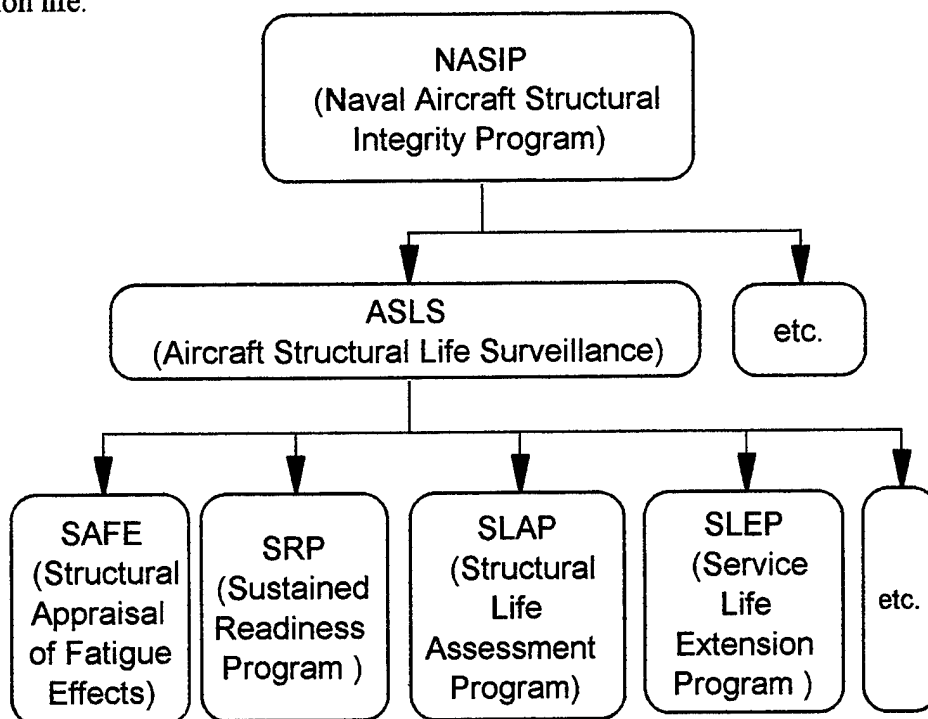 life.
NASIP
(Naval Aircraft Structural
Integrity Program)
ASLS
(Aircraft Structural Life Surveillance)
etc.
SAFE
(Structural
Appraisal
of Fatigue
Effects)
SRP
(Sustained
Readiness
Program )
SLAP
(Structural
Life
Assessment
Program)
SLEP
(Service
Life
Extension
Program )
etc.